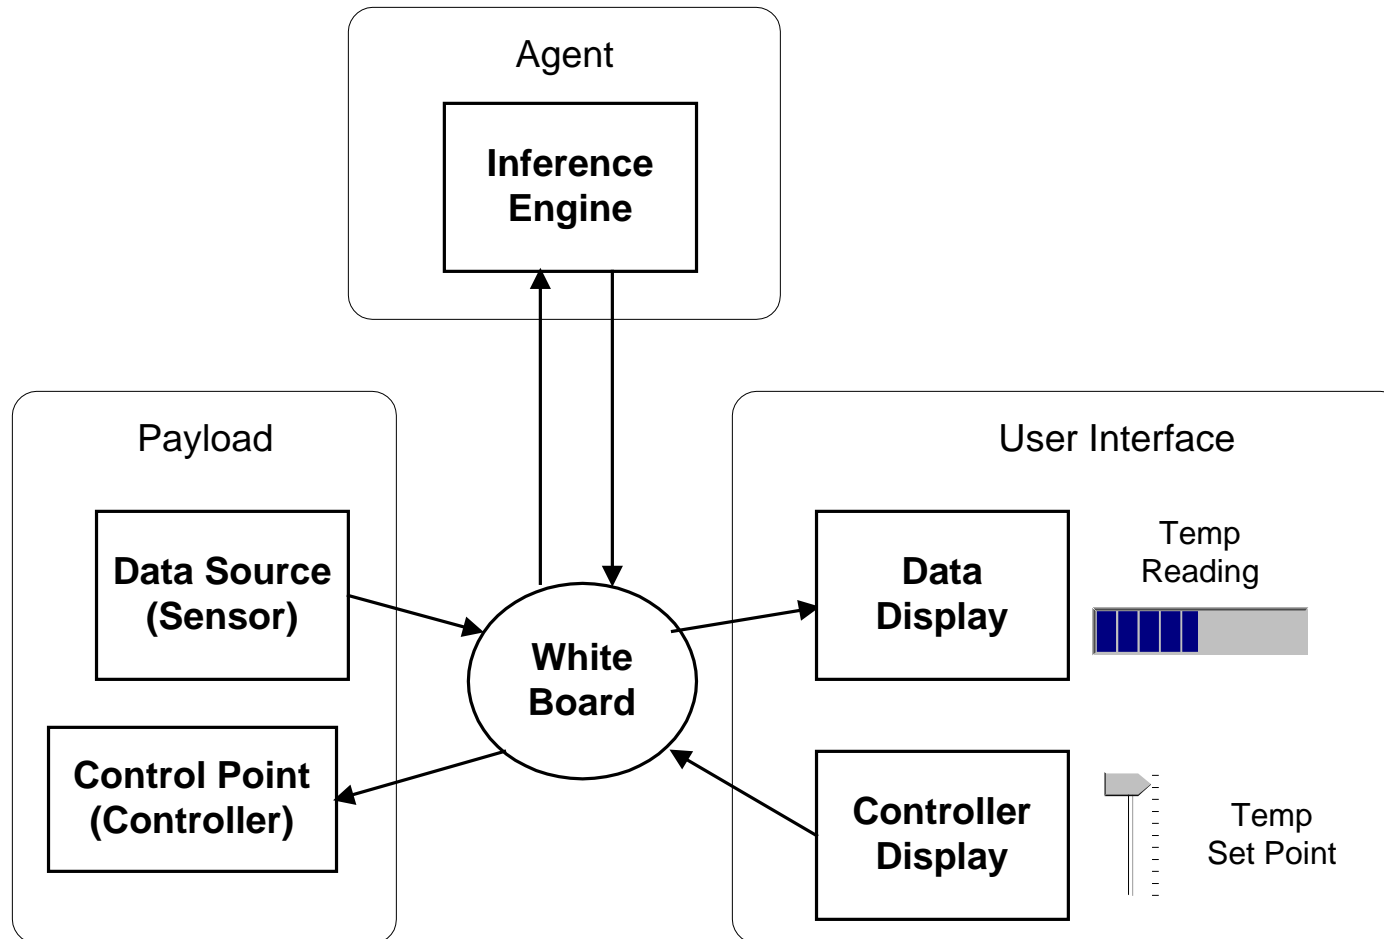 Agent
Inference
Engine
Payload
Data Source
(Sensor)
Control Point
(Controller)
White
Board
User Interface
Data
Display
Temp
Reading
Controller
Display
Temp
Set Point